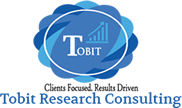 TOBIT
Clients Focused. Results Driven
Tobit Research Consulting